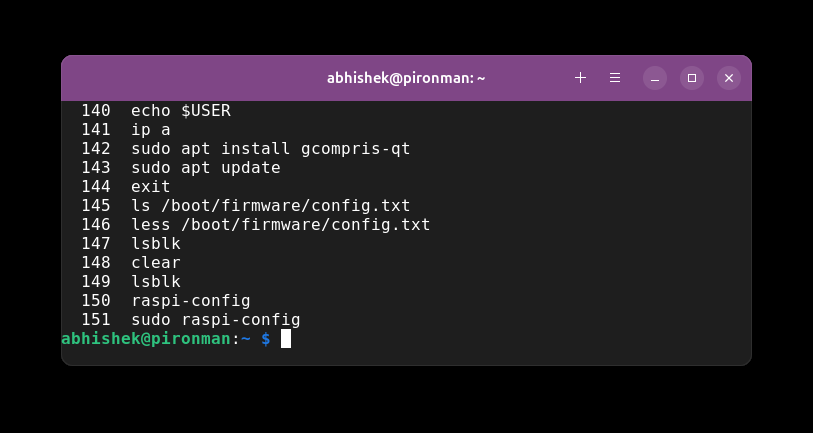 abhishek@pironman: ~
140 echo $USER
141 ip a
142 sudo apt install gcompris-qt
143 sudo apt update
144 exit
145 ls /boot/firmware/config.txt
146 less /boot/firmware/config.txt
147 lsblk
148 clear
149 lsblk
150 raspi-config
151 sudo raspi-config
abhishek@pironman:~ $